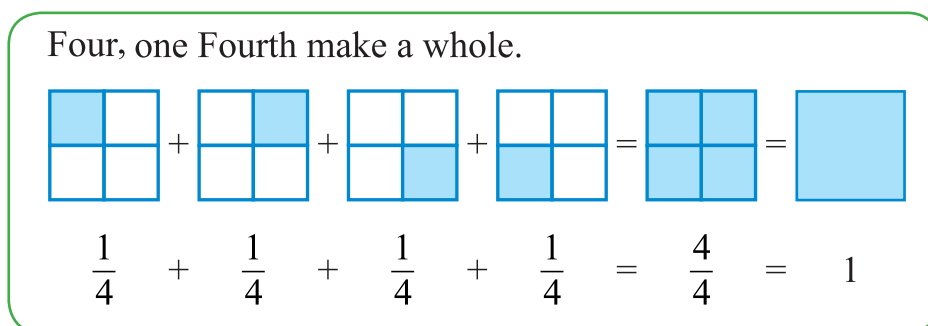 Four, one Fourth make a whole.
+ + + = =
1/4 + 1/4 + 1/4 + 1/4 = 4/4 = 1